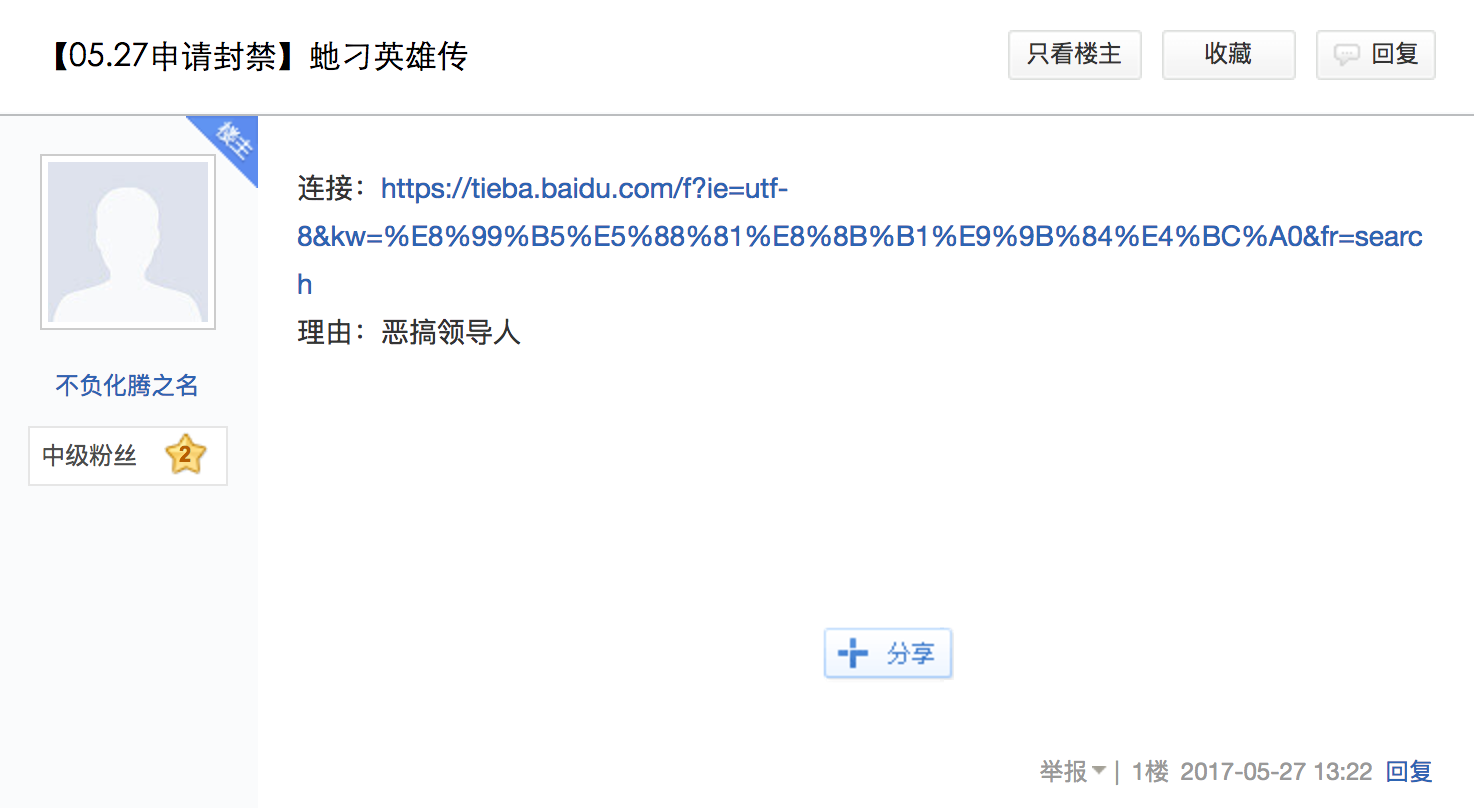 【05.27申请封禁】虵刁英雄传
只看楼主
收藏
回复
楼主
连接：https://tieba.baidu.com/f?ie=utf-
8&kw=%E8%99%B5%E5%88%81%E8%8B%B1%E9%9B%84%E4%BC%A0&fr=searc
h
理由：恶搞领导人
不负化腾之名
中级粉丝 2
分享
举报 | 1楼 2017-05-27 13:22 回复